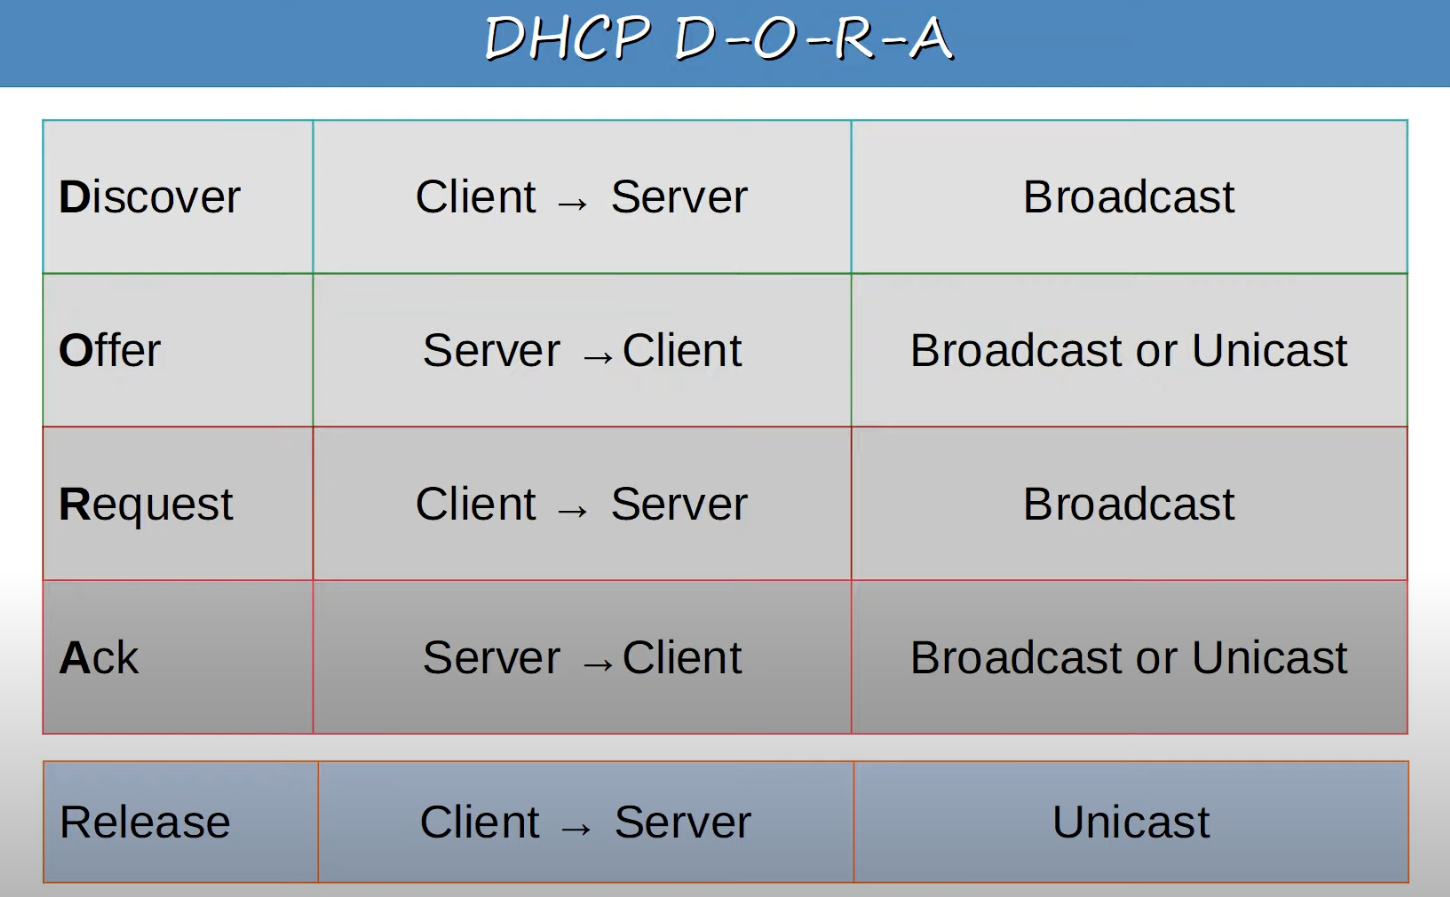 DHCP D-O-R-A
Discover Client → Server Broadcast
Offer Server →Client Broadcast or Unicast
Request Client → Server Broadcast
Ack Server →Client Broadcast or Unicast
Release Client → Server Unicast